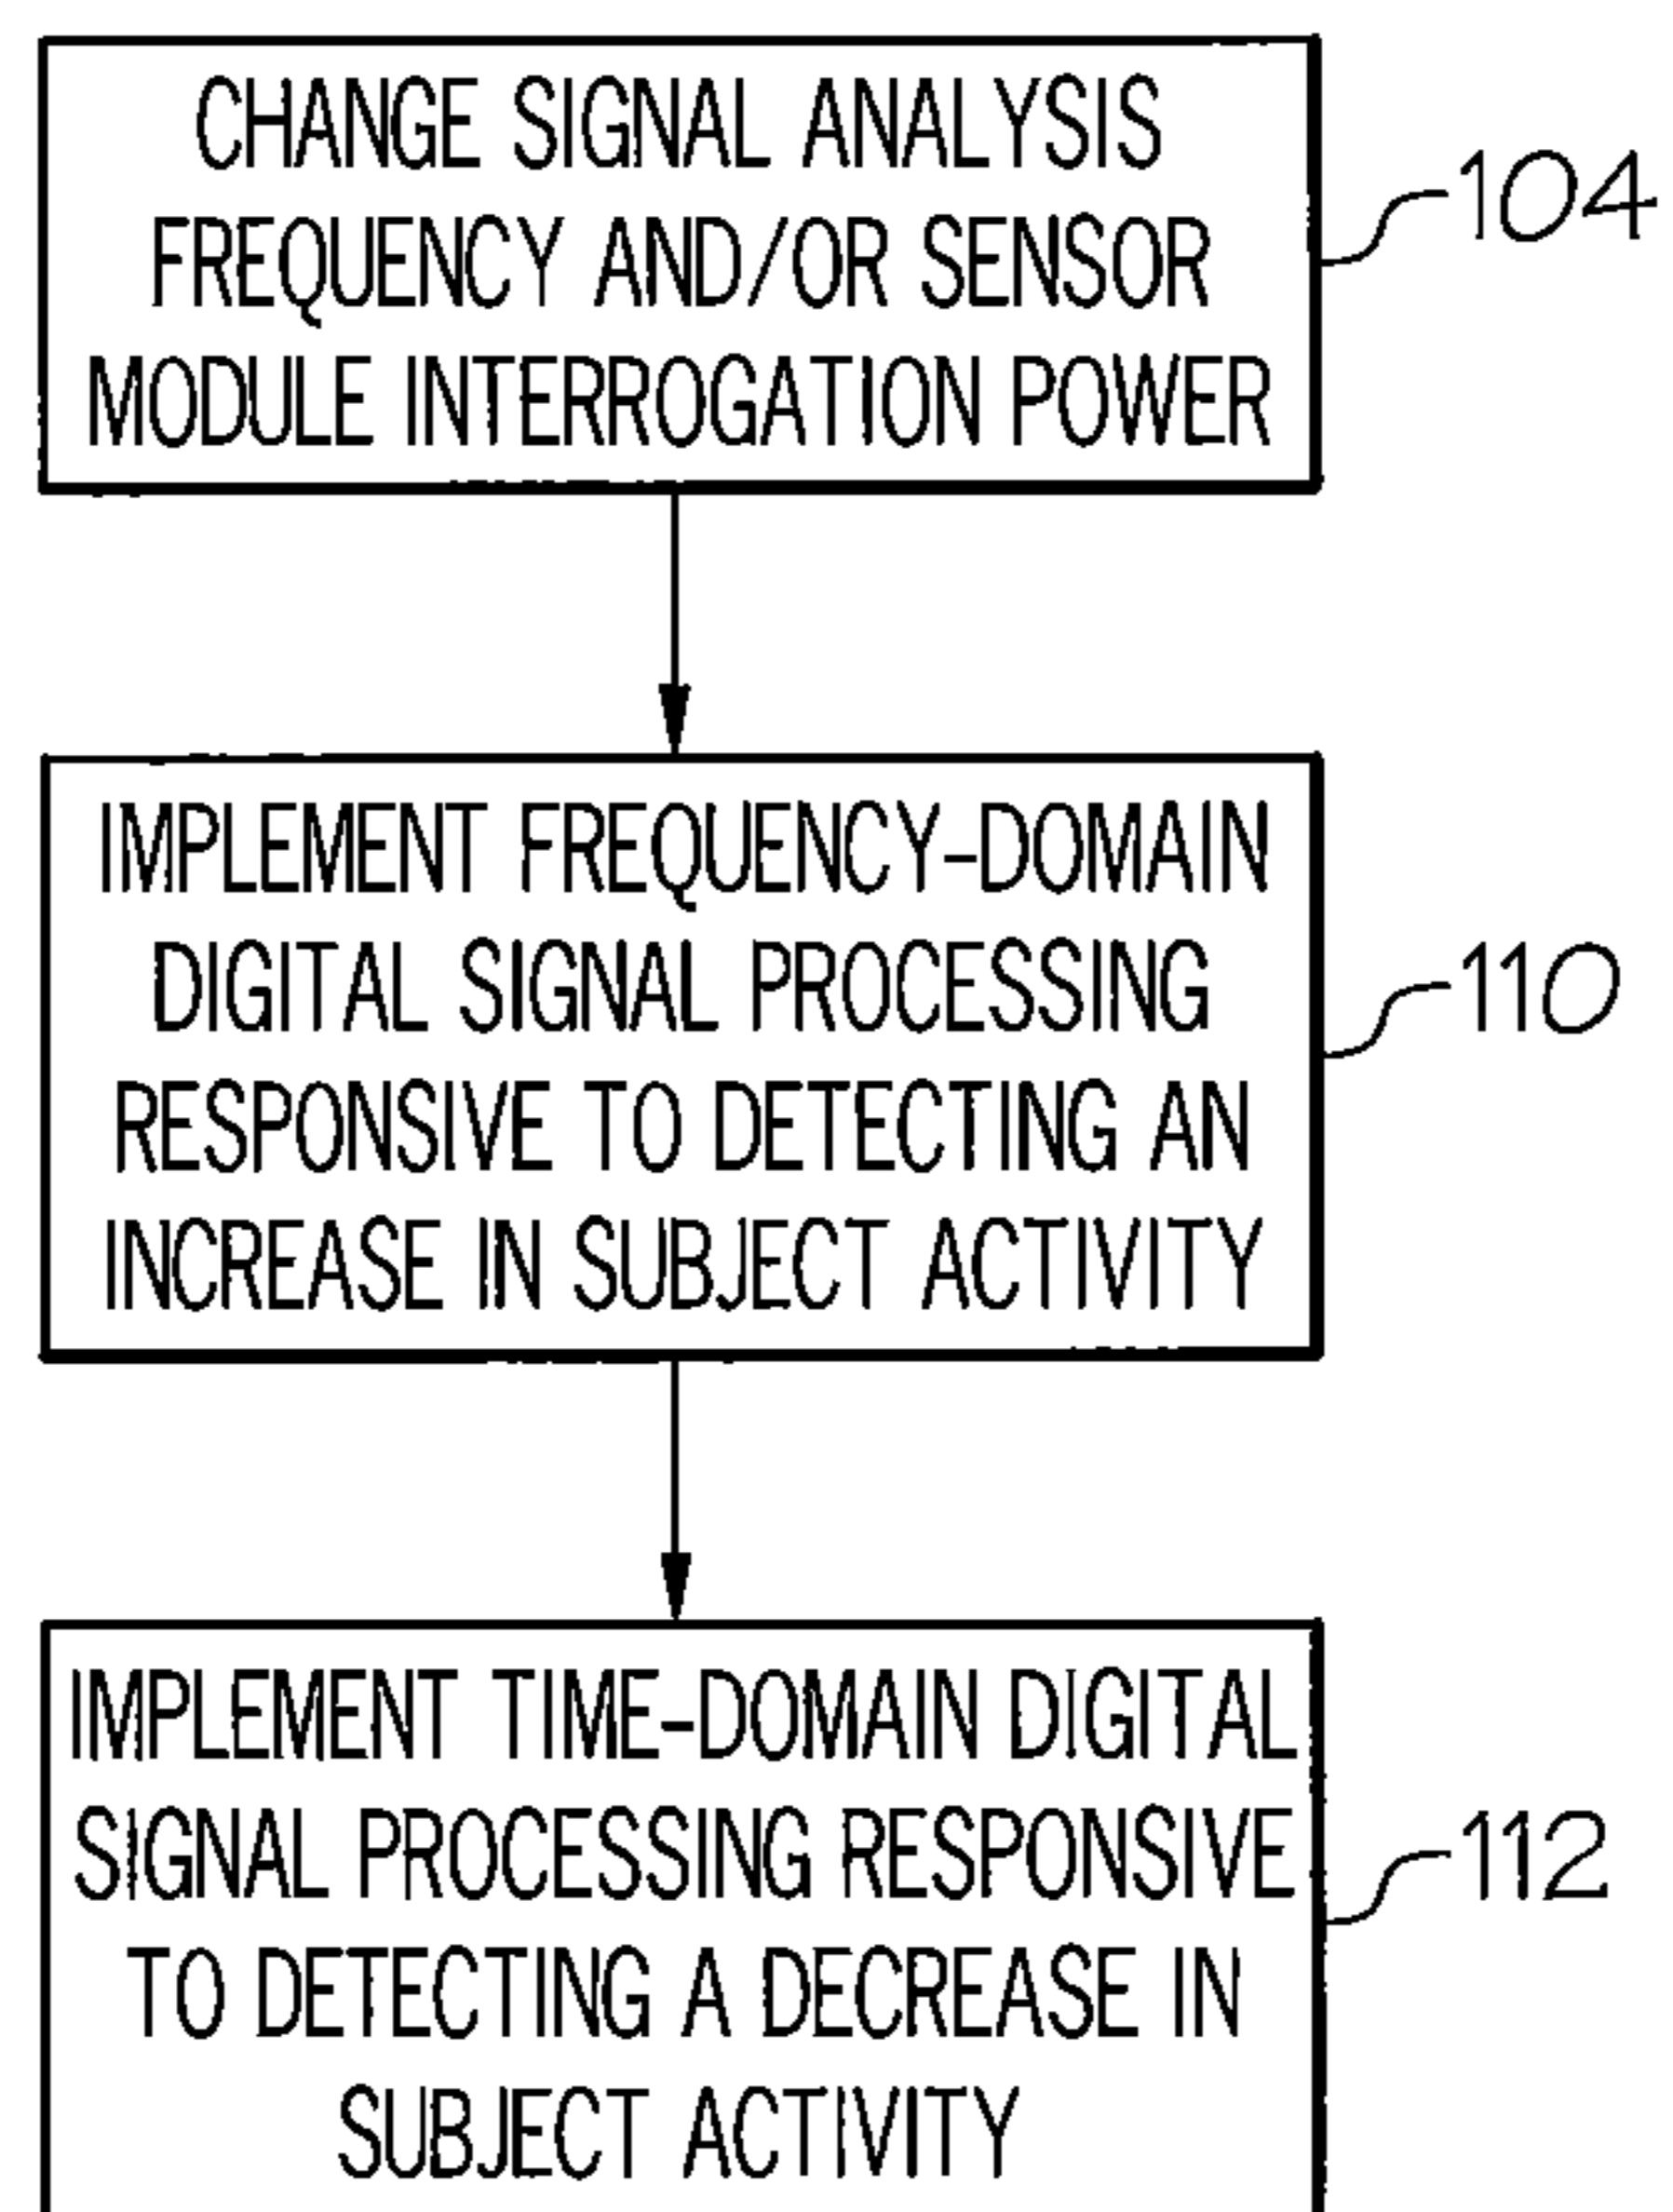 CHANGE SIGNAL ANALYSIS
FREQUENCY AND/OR SENSOR
MODULE INTERROGATION POWER
104
IMPLEMENT FREQUENCY-DOMAIN
DIGITAL SIGNAL PROCESSING
RESPONSIVE TO DETECTING AN
INCREASE IN SUBJECT ACTIVITY
110
IMPLEMENT TIME-DOMAIN DIGITAL
SIGNAL PROCESSING RESPONSIVE
TO DETECTING A DECREASE IN
SUBJECT ACTIVITY
112